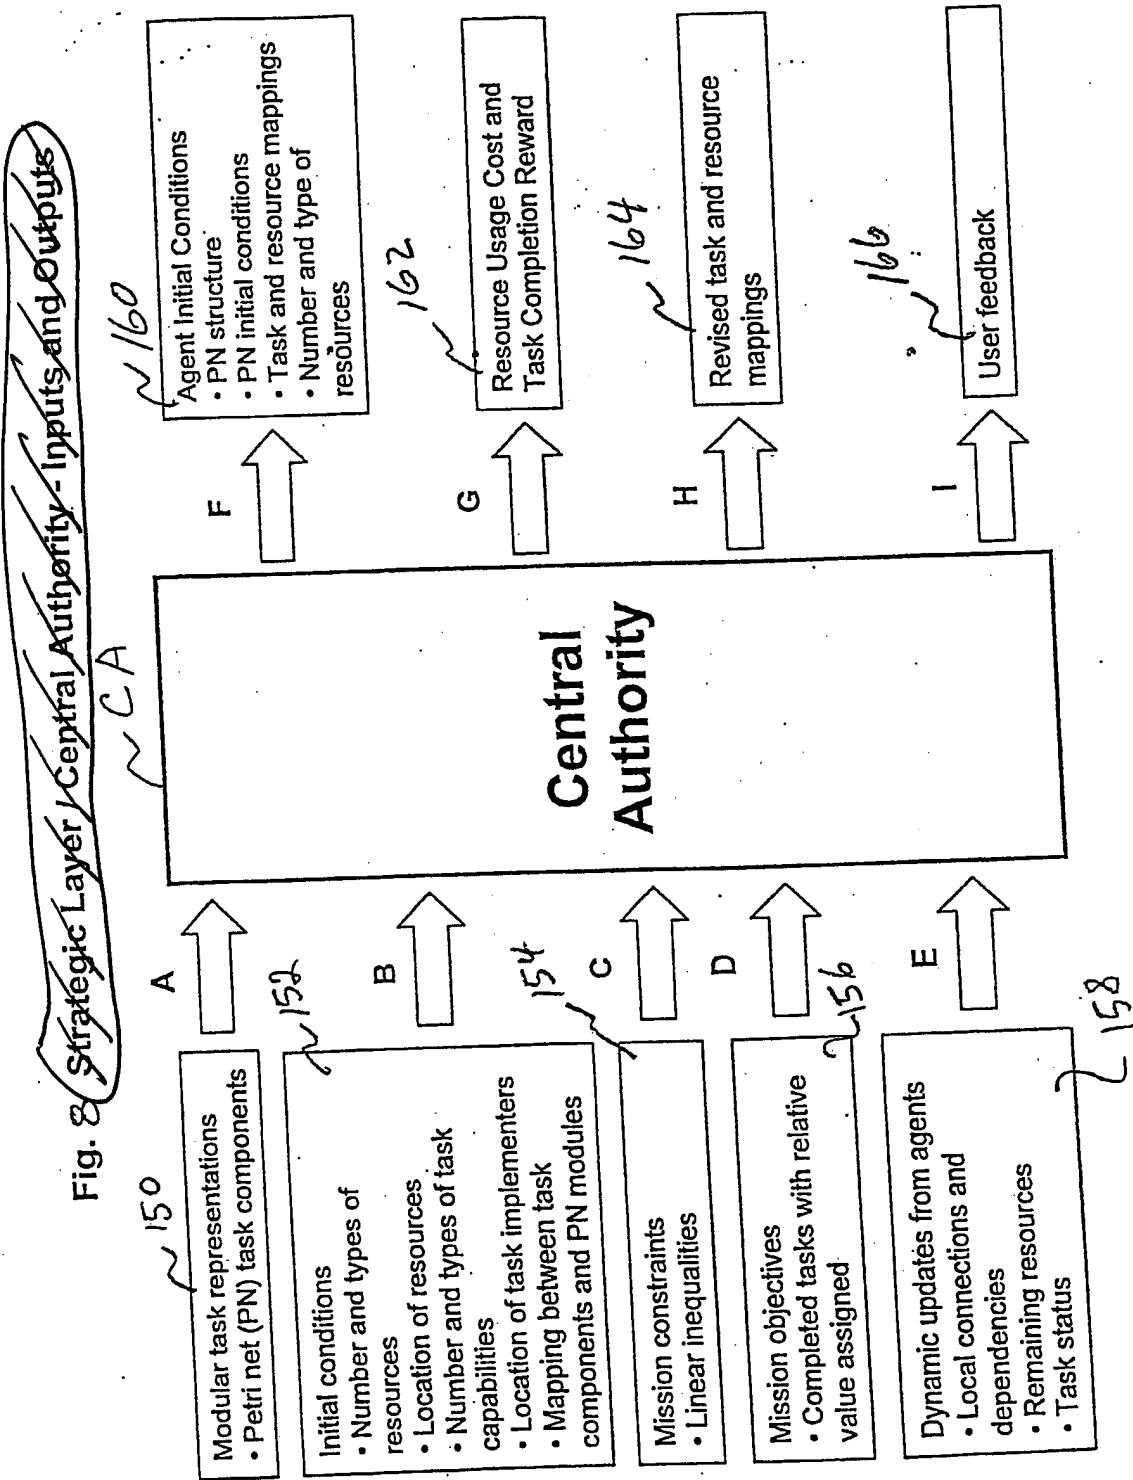 Fig. 8 Strategic Layer / Central Authority - Inputs and Outputs
150
Modular task representations
• Petri net (PN) task components
A
152
Initial conditions
• Number and types of
resources
• Location of resources
• Number and types of task
capabilities
• Location of task implementers
• Mapping between task
components and PN modules
B
154
Mission constraints
• Linear inequalities
C
Mission objectives
• Completed tasks with relative
value assigned
D
156
Dynamic updates from agents
• Local connections and
dependencies
• Remaining resources
• Task status
E
158
CA
Central
Authority
F
160
Agent Initial Conditions
• PN structure
• PN initial conditions
• Task and resource mappings
• Number and type of
resources
G
162
Resource Usage Cost and
Task Completion Reward
H
164
Revised task and resource
mappings
I
166
User feedback